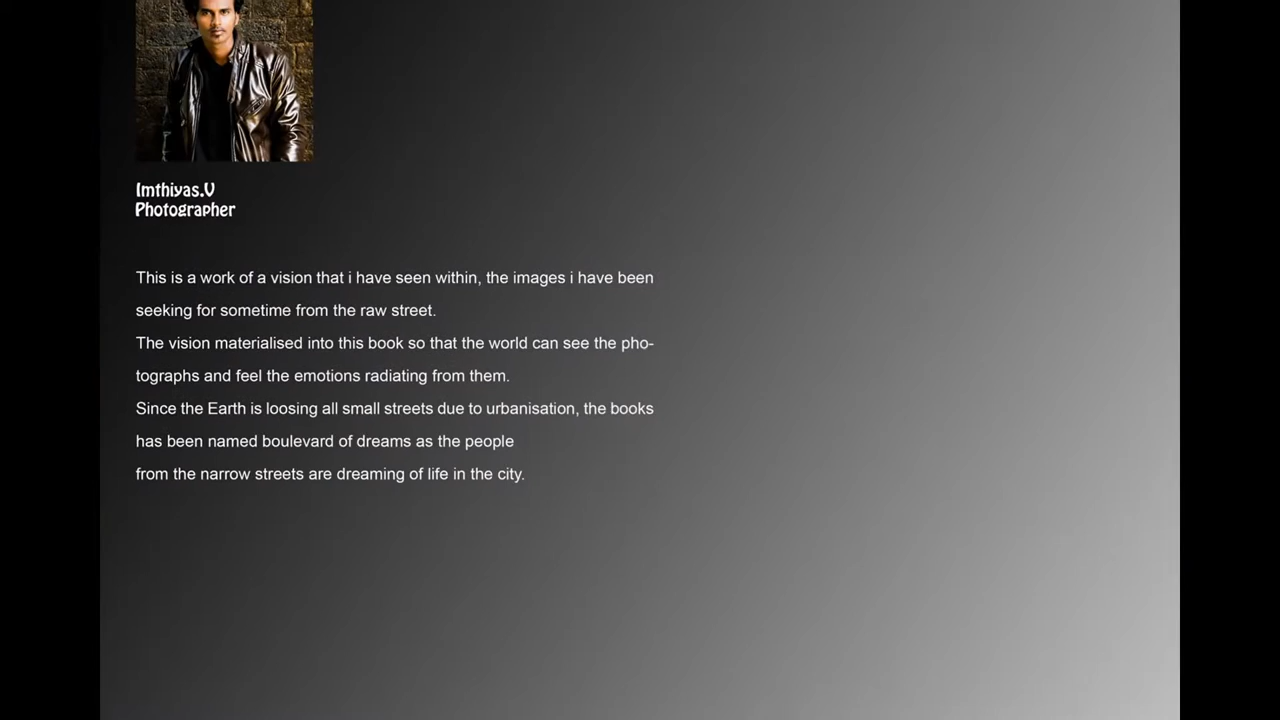 Imthiyas.V
Photographer
This is a work of a vision that i have seen within, the images i have been
seeking for sometime from the raw street.
The vision materialised into this book so that the world can see the pho-
tographs and feel the emotions radiating from them.
Since the Earth is loosing all small streets due to urbanisation, the books
has been named boulevard of dreams as the people
from the narrow streets are dreaming of life in the city.